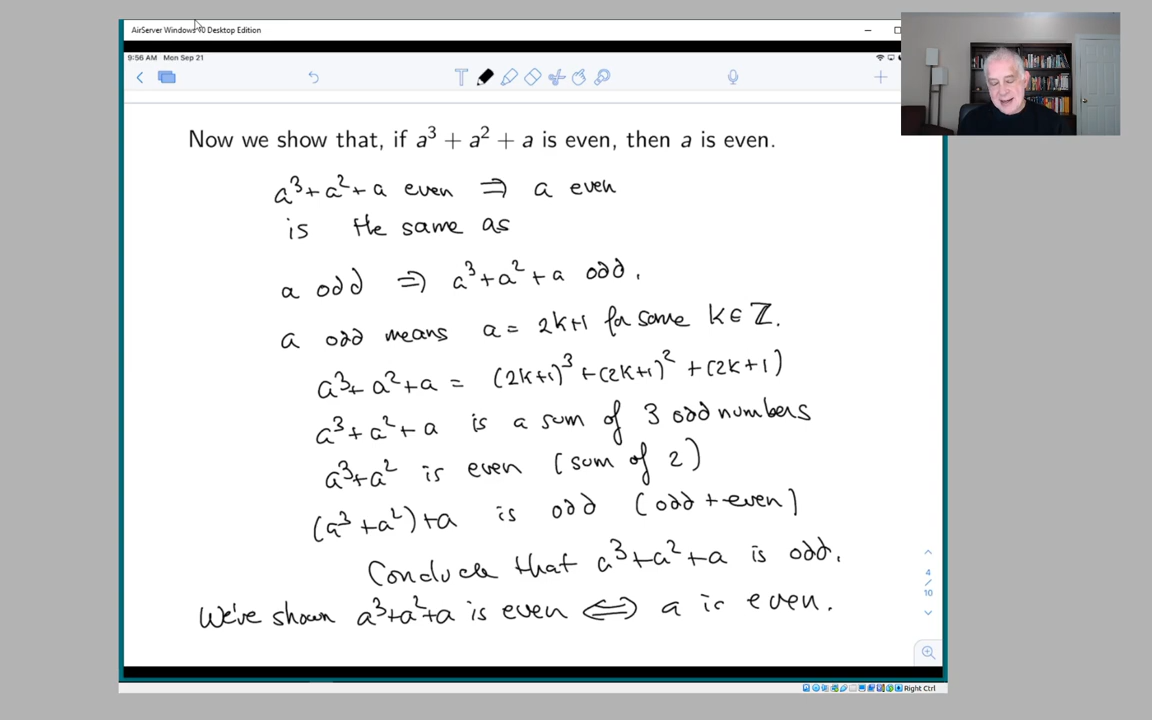 AirServer Windows 10 Desktop Edition
9:56 AM Mon Sep 21
Now we show that, if a³ + a² + a is even, then a is even.
a³+a²+a even ⇒ a even
is the same as
a odd ⇒ a³+a²+a odd.
a odd means a = 2k+1 for some k∈ℤ.
a³+a²+a = (2k+1)³+(2k+1)²+(2k+1)
a³+a²+a is a sum of 3 odd numbers
a³+a² is even (sum of 2)
(a³+a²)+a is odd (odd+even)
Conclude that a³+a²+a is odd.
We've shown a³+a²+a is even ⇔ a is even.
4
/
10
Right Ctrl